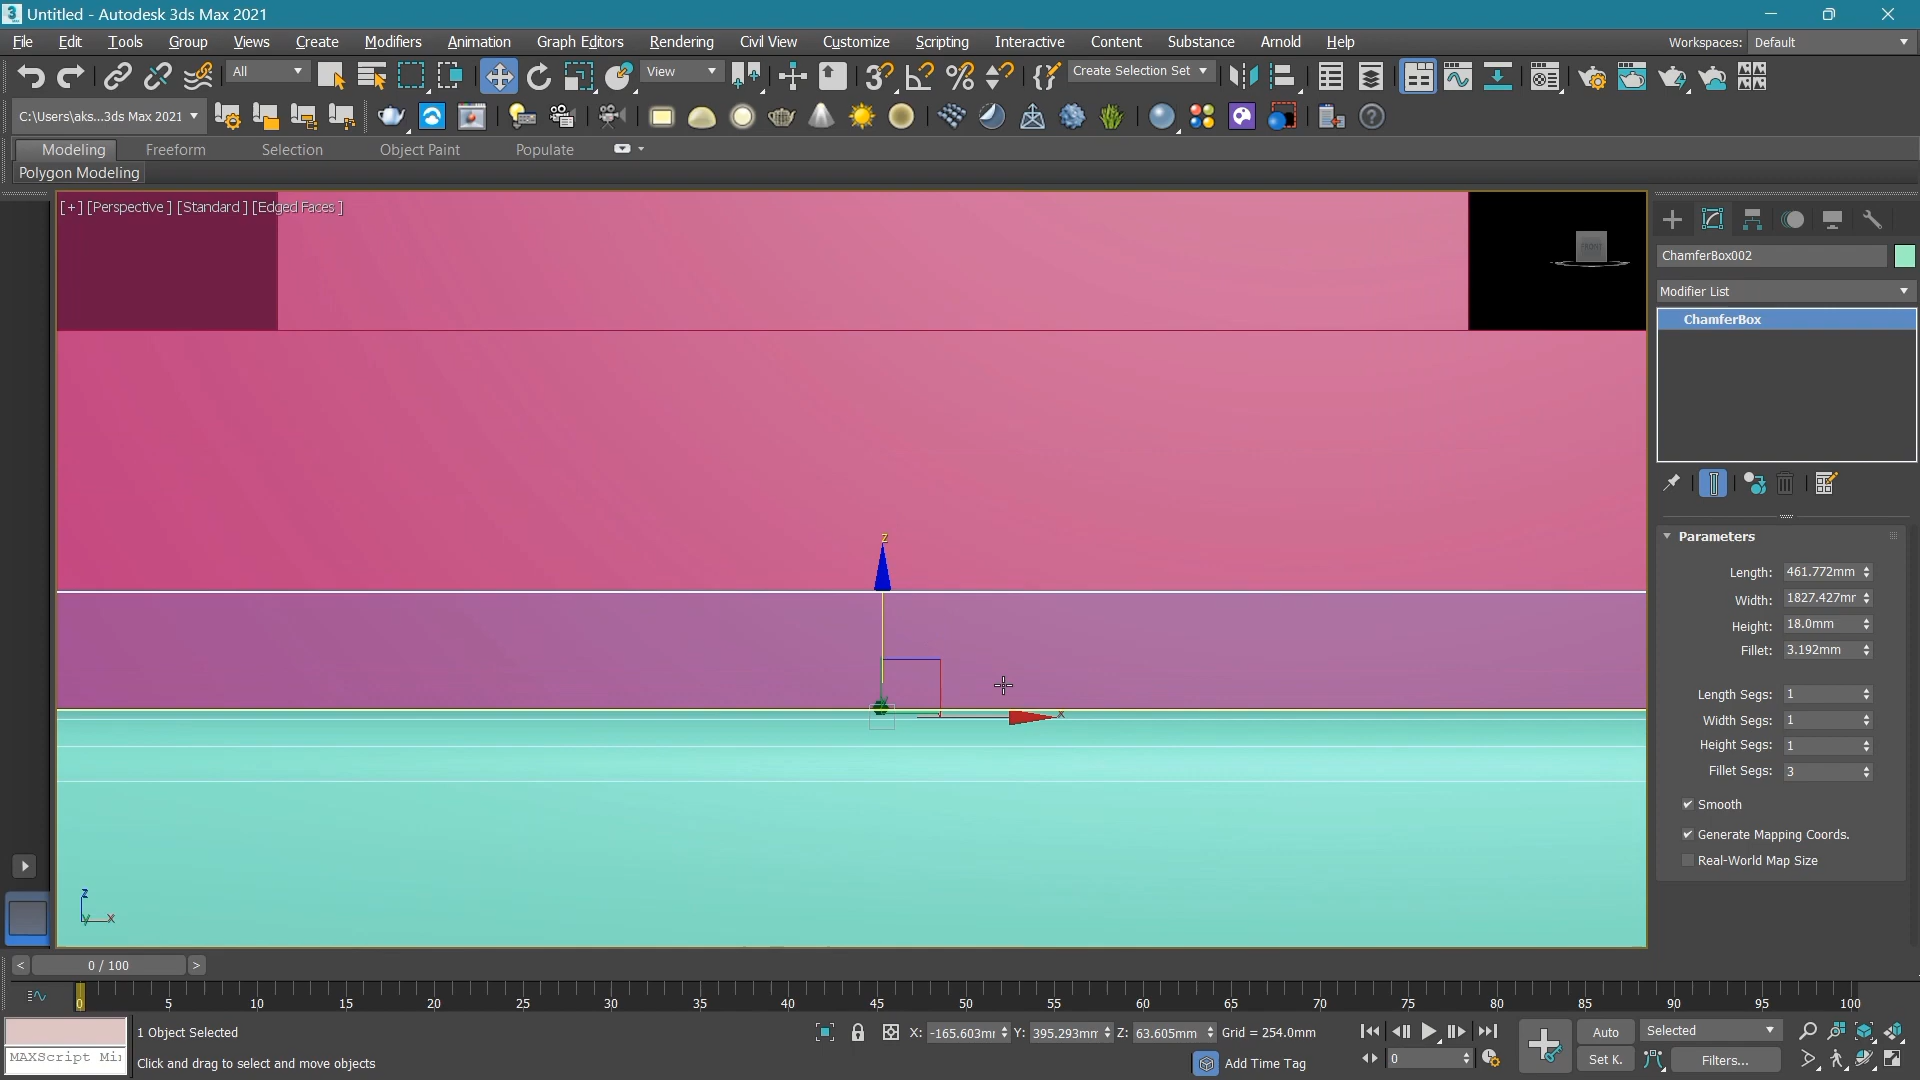 Untitled - Autodesk 3ds Max 2021
File Edit Tools Group Views Create Modifiers Animation Graph Editors Rendering Civil View Customize Scripting Interactive Content Substance Arnold Help Workspaces: Default
All View Create Selection Set
C:\Users\aks...3ds Max 2021
Modeling Freeform Selection Object Paint Populate
Polygon Modeling
[+] [Perspective ] [Standard ] [Edged Faces ]
FRONT
ChamferBox002
Modifier List
ChamferBox
Parameters
Length: 461.772mm
Width: 1827.427mr
Height: 18.0mm
Fillet: 3.192mm
Length Segs: 1
Width Segs: 1
Height Segs: 1
Fillet Segs: 3
Smooth
Generate Mapping Coords.
Real-World Map Size
z
x
z
y x
< 0 / 100 >
0 5 10 15 20 25 30 35 40 45 50 55 60 65 70 75 80 85 90 95 100
1 Object Selected X: -165.603mr Y: 395.293mr Z: 63.605mm Grid = 254.0mm Auto Selected
MAXScript Mi Click and drag to select and move objects Add Time Tag 0 Set K. Filters...